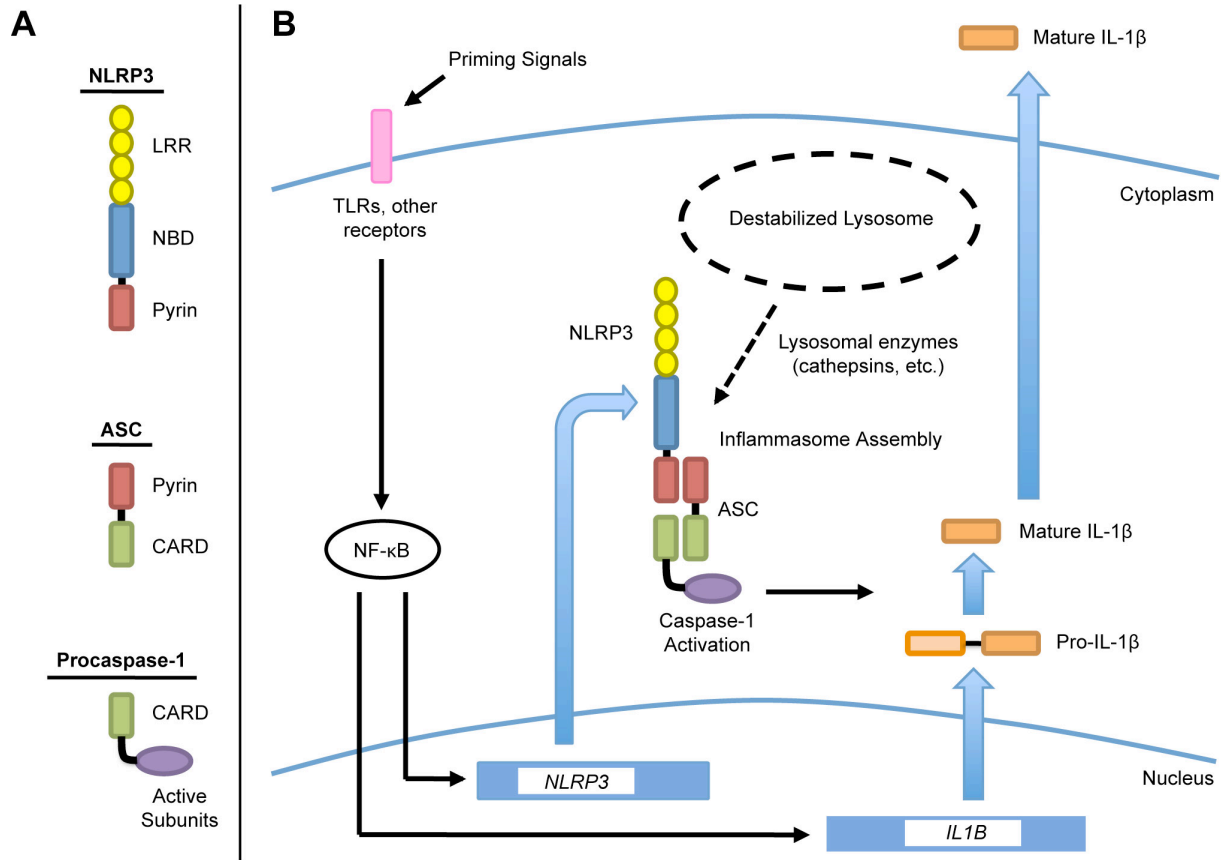 A
NLRP3
LRR
NBD
Pyrin
ASC
Pyrin
CARD
Procaspase-1
CARD
Active
Subunits
B
Priming Signals
TLRs, other
receptors
NF-κB
NLRP3
Destabilized Lysosome
Lysosomal enzymes
(cathepsins, etc.)
Inflammasome Assembly
ASC
Caspase-1
Activation
Mature IL-1β
Cytoplasm
Mature IL-1β
Pro-IL-1β
Nucleus
NLRP3
IL1B